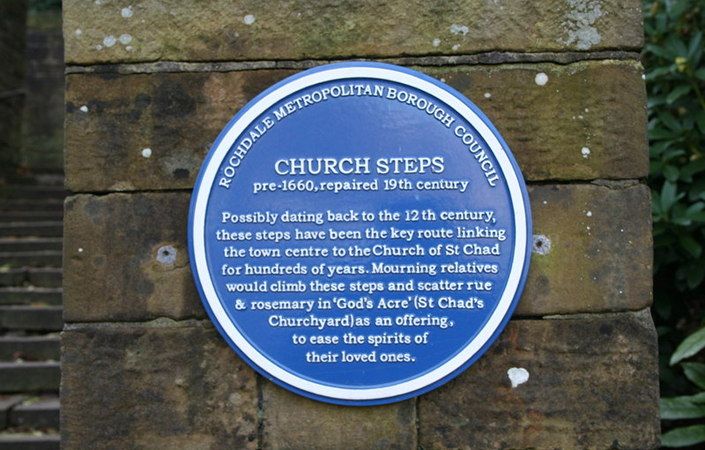 ROCHDALE METROPOLITAN BOROUGH COUNCIL
CHURCH STEPS
pre-1660, repaired 19th century
Possibly dating back to the 12th century,
these steps have been the key route linking
the town centre to the Church of St Chad
for hundreds of years. Mourning relatives
would climb these steps and scatter rue
& rosemary in 'God's Acre' (St Chad's
Churchyard) as an offering,
to ease the spirits of
their loved ones.